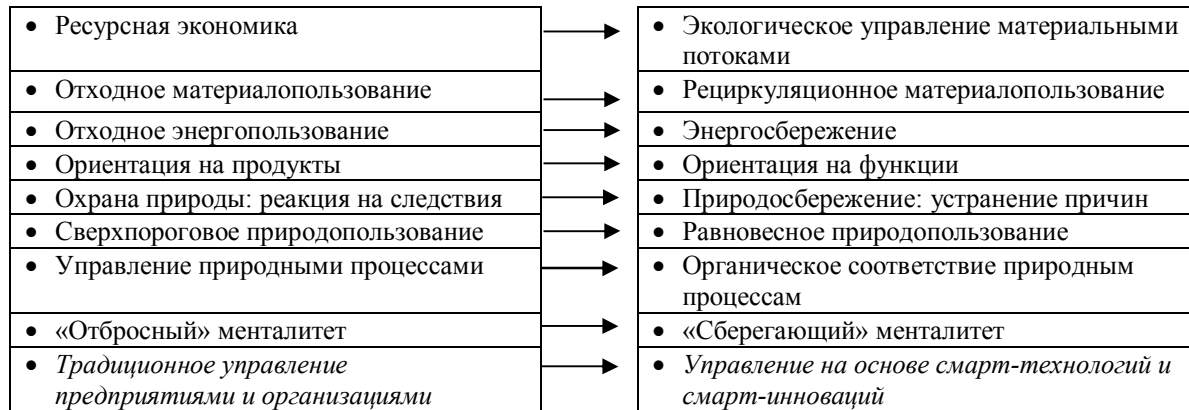 • Ресурсная экономика
• Экологическое управление материальными
потоками
• Отходное материалопользование
• Рециркуляционное материалопользование
• Отходное энергопользование
• Энергосбережение
• Ориентация на продукты
• Ориентация на функции
• Охрана природы: реакция на следствия
• Природосбережение: устранение причин
• Сверхпороговое природопользование
• Равновесное природопользование
• Управление природными процессами
• Органическое соответствие природным
процессам
• «Отбросный» менталитет
• «Сберегающий» менталитет
• Традиционное управление
предприятиями и организациями
• Управление на основе смарт-технологий и
смарт-инноваций